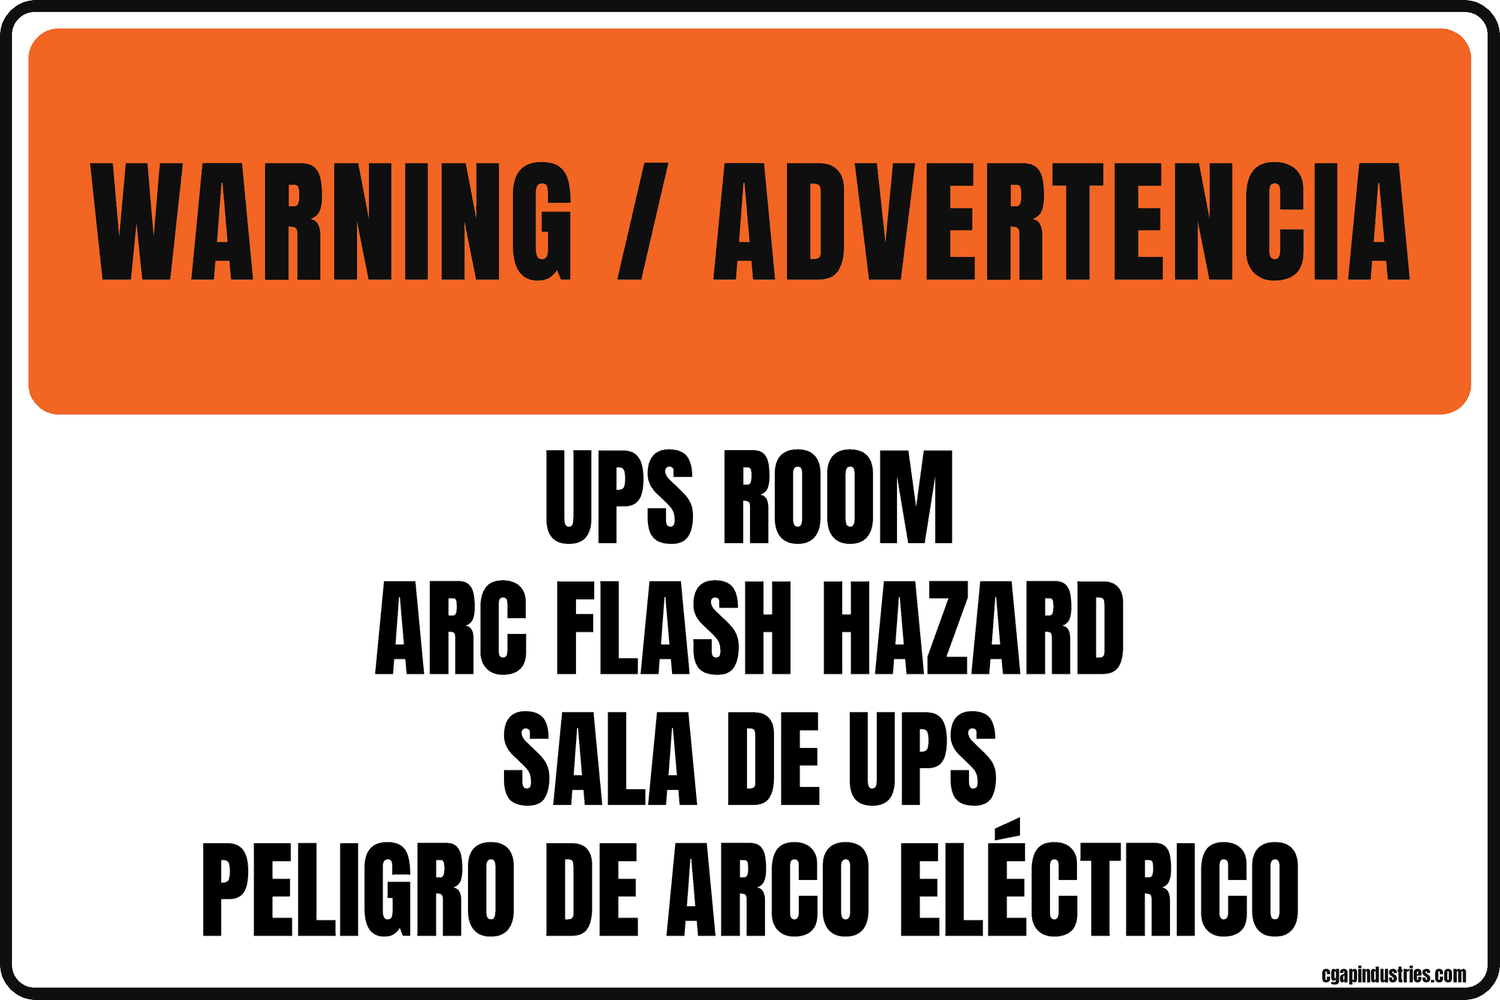 WARNING / ADVERTENCIA
UPS ROOM
ARC FLASH HAZARD
SALA DE UPS
PELIGRO DE ARCO ELÉCTRICO
cgapindustries.com